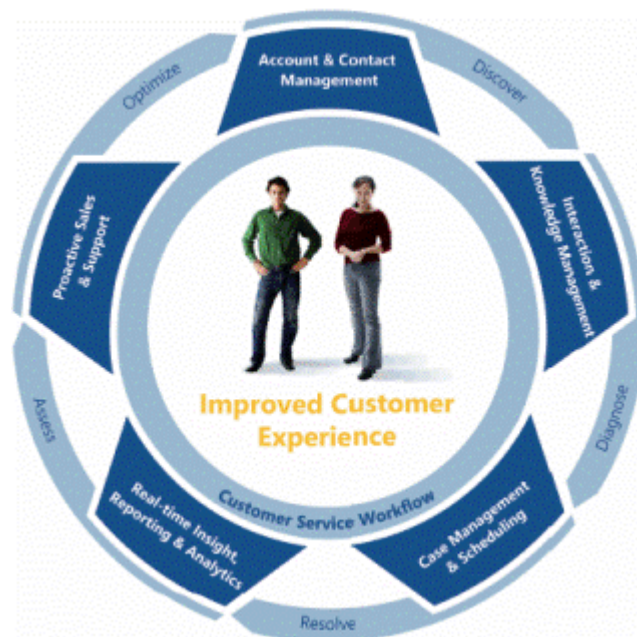 Account & Contact
Management
Discover
Interaction &
Knowledge Management
Diagnose
Case Management
& Scheduling
Resolve
Real-time Insight,
Reporting & Analytics
Assess
Proactive Sales
& Support
Optimize
Improved Customer
Experience
Customer Service Workflow